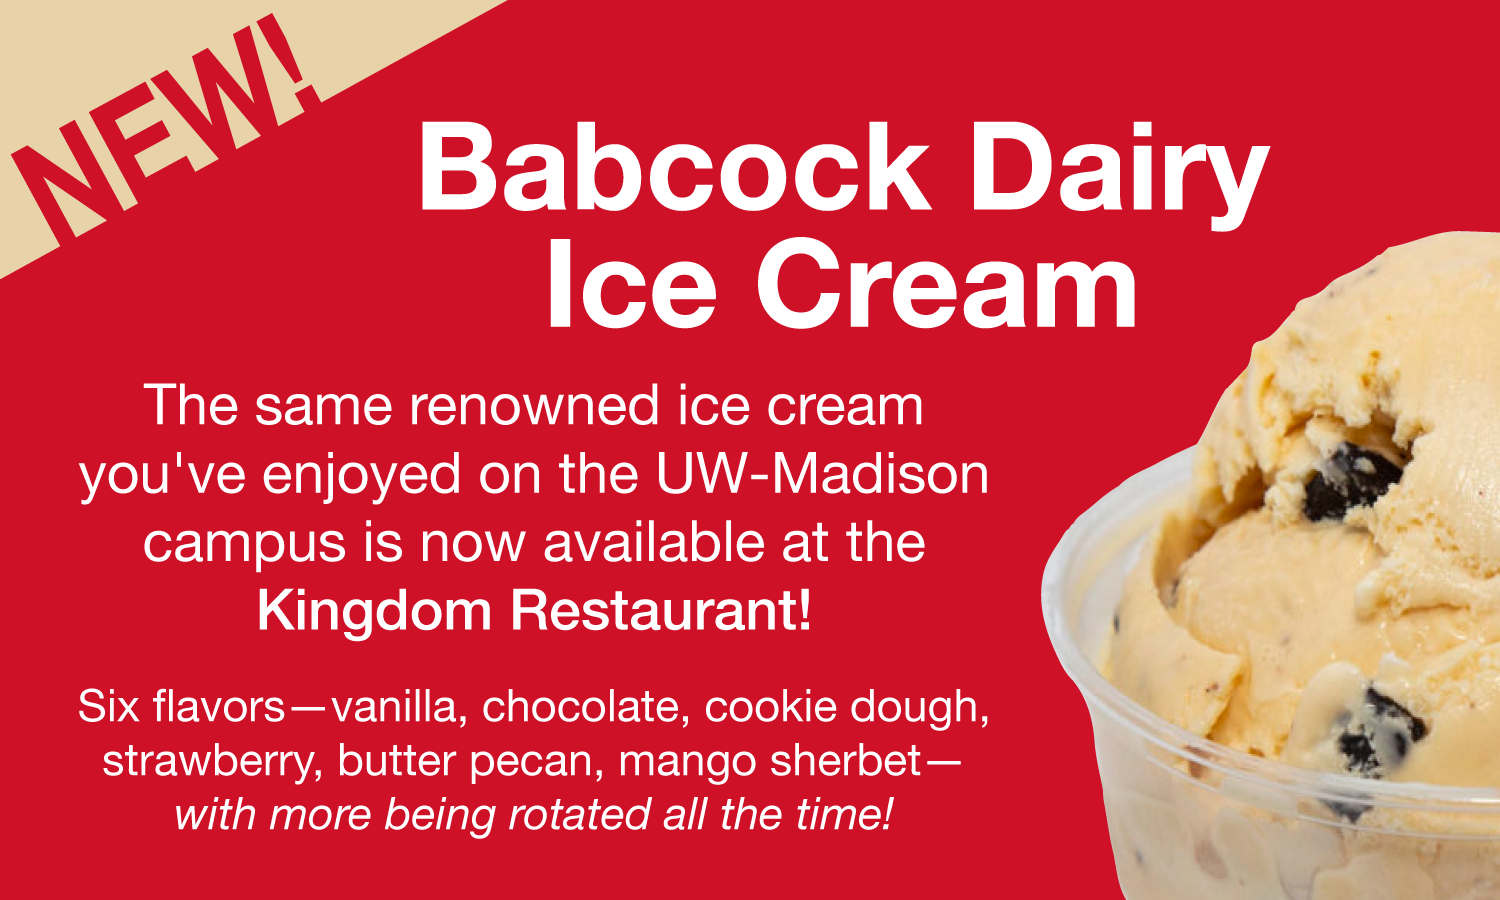 NEW!
Babcock Dairy
Ice Cream
The same renowned ice cream
you've enjoyed on the UW-Madison
campus is now available at the
Kingdom Restaurant!
Six flavors—vanilla, chocolate, cookie dough,
strawberry, butter pecan, mango sherbet—
with more being rotated all the time!